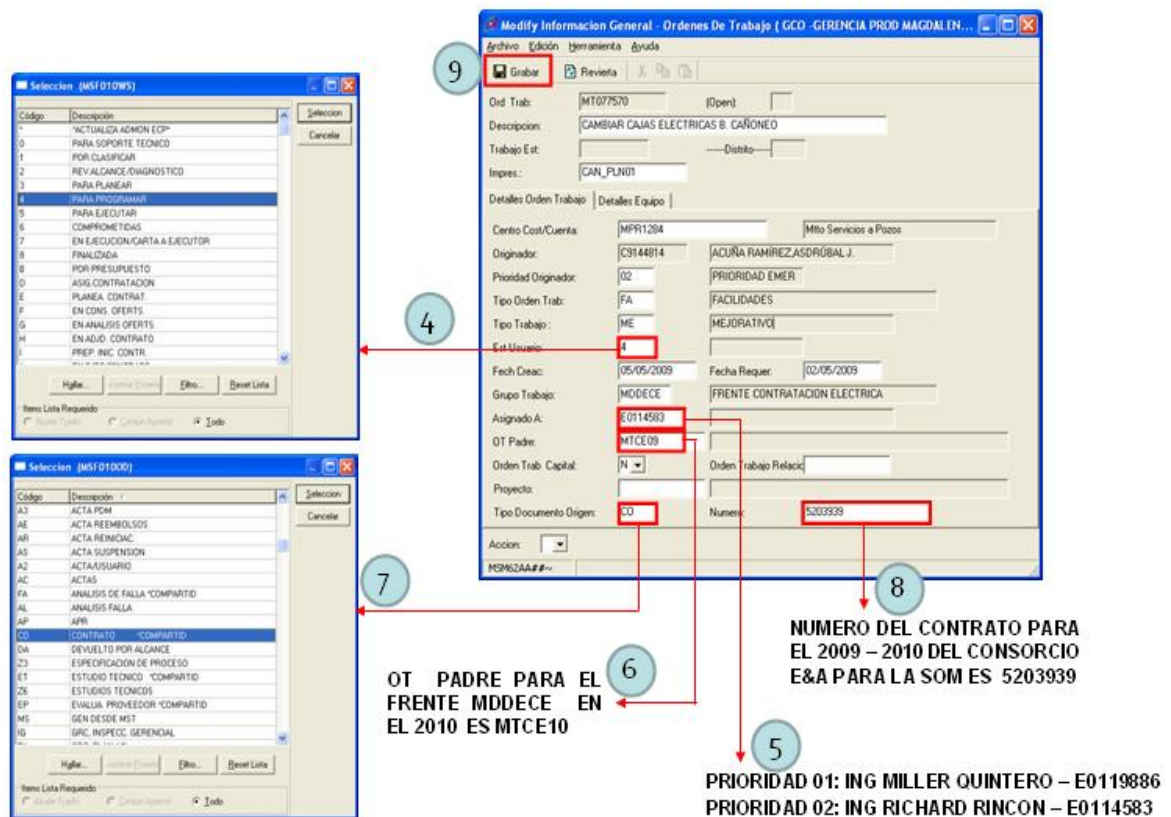 Modify Informacion General - Ordenes De Trabajo ( GCO -GERENCIA PROD MAGDALEN...
Archivo Edición Herramienta Ayuda
9
Grabar Revierta
Ord Trab: MT077570 (Open):
Descripcion: CAMBIAR CAJAS ELECTRICAS B. CAÑONEO
Trabajo Est: -----Distrito-----
Impres.: CAN_PLN01
Detalles Orden Trabajo Detalles Equipo
Centro Cost/Cuenta: MPR1284 Mtto Servicios a Pozos
Originador: C9144814 ACUÑA RAMÍREZ,ASDRÚBAL J.
Prioridad Originador: 02 PRIORIDAD EMER
Tipo Orden Trab: FA FACILIDADES
Tipo Trabajo : ME MEJORATIVO
Est Usuario: 4
Fech Creac: 05/05/2009 Fecha Requer: 02/05/2009
Grupo Trabajo: MDDECE FRENTE CONTRATACION ELECTRICA
Asignado A: E0114583
OT Padre: MTCE09
Orden Trab Capital: N Orden Trabajo Relacio
Proyecto:
Tipo Documento Origen: CO Numero: 5203939
Accion:
MSM62AA##~
Seleccion (MSF010WS)
Código Descripción Seleccion
* *ACTUALIZA ADMON ECP* Cancelar
0 PARA SOPORTE TECNICO
1 POR CLASIFICAR
2 REV.ALCANCE/DIAGNOSTICO
3 PARA PLANEAR
4 PARA PROGRAMAR
5 PARA EJECUTAR
6 COMPROMETIDAS
7 EN EJECUCION/CARTA A EJECUTOR
8 FINALIZADA
POR PRESUPUESTO
D ASIG.CONTRATACION
E PLANEA. CONTRAT.
F EN CONS. OFERTS.
G EN ANALISIS OFERTS.
H EN ADJD. CONTRATO
I PREP. INIC. CONTR.
Hallar... Filtro... Reset Lista
Items Lista Requerido
Todo
4
Seleccion (MSF010OD)
Código Descripción / Seleccion
A3 ACTA PDM Cancelar
AE ACTA REEMBOLSOS
AR ACTA REINICIAC.
AS ACTA SUSPENSION
A2 ACTA/USUARIO
AC ACTAS
FA ANALISIS DE FALLA *COMPARTID
AL ANALISIS FALLA
AP APR
CO CONTRATO *COMPARTID
DA DEVUELTO POR ALCANCE
Z3 ESPECIFICACION DE PROCESO
ET ESTUDIO TECNICO *COMPARTID
Z6 ESTUDIOS TECNICOS
EP EVALUA. PROVEEDOR *COMPARTID
MS GEN DESDE MST
IG GRC. INSPECC. GERENCIAL
Hallar... Filtro... Reset Lista
Items Lista Requerido
Todo
7
OT PADRE PARA EL
FRENTE MDDECE EN
EL 2010 ES MTCE10
6
8
NUMERO DEL CONTRATO PARA
EL 2009 – 2010 DEL CONSORCIO
E&A PARA LA SOM ES 5203939
5
PRIORIDAD 01: ING MILLER QUINTERO – E0119886
PRIORIDAD 02: ING RICHARD RINCON – E0114583